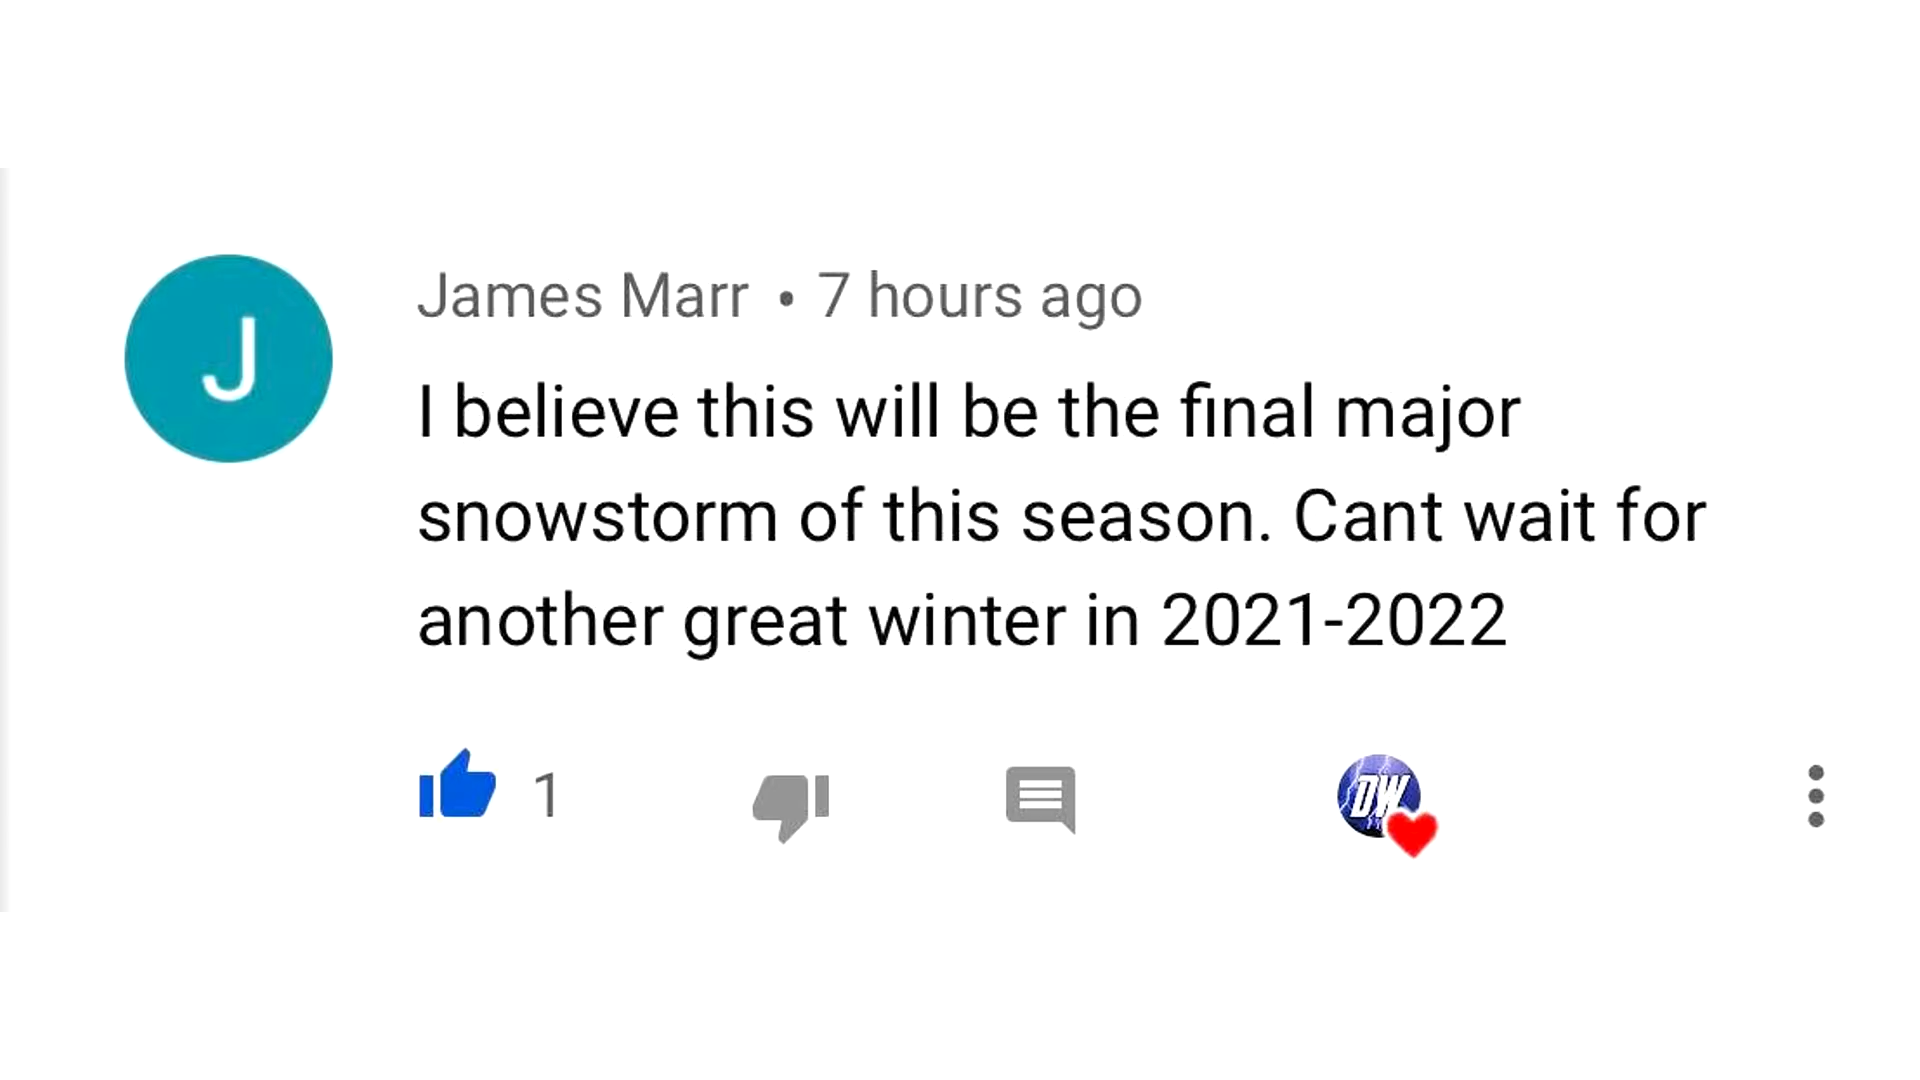 J
James Marr • 7 hours ago
I believe this will be the final major
snowstorm of this season. Cant wait for
another great winter in 2021-2022
1
DW